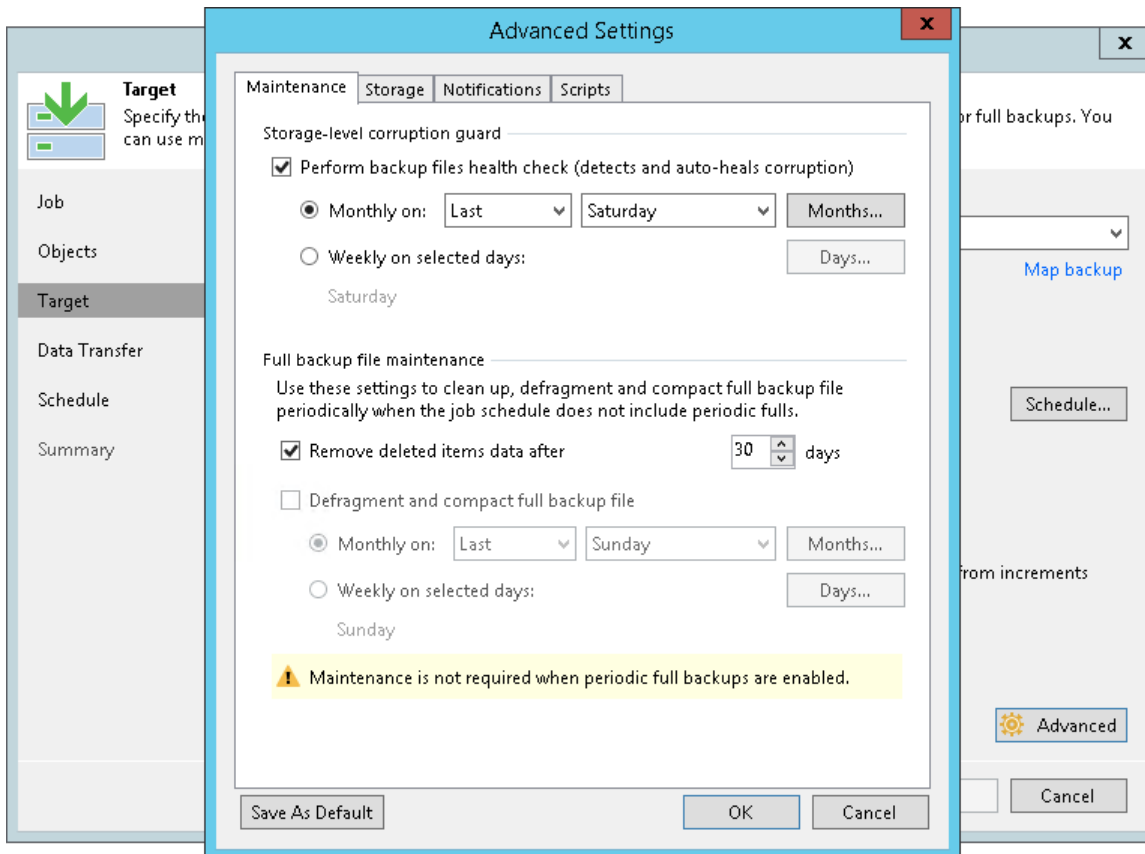 Advanced Settings
X
X
Target
Specify the
can use m
or full backups. You
Job
Objects
Target
Data Transfer
Schedule
Summary
Map backup
Schedule...
from increments
Advanced
Cancel
Maintenance
Storage
Notifications
Scripts
Storage-level corruption guard
Perform backup files health check (detects and auto-heals corruption)
Monthly on: Last Saturday Months...
Weekly on selected days: Days...
Saturday
Full backup file maintenance
Use these settings to clean up, defragment and compact full backup file
periodically when the job schedule does not include periodic fulls.
Remove deleted items data after 30 days
Defragment and compact full backup file
Monthly on: Last Sunday Months...
Weekly on selected days: Days...
Sunday
Maintenance is not required when periodic full backups are enabled.
Save As Default
OK
Cancel